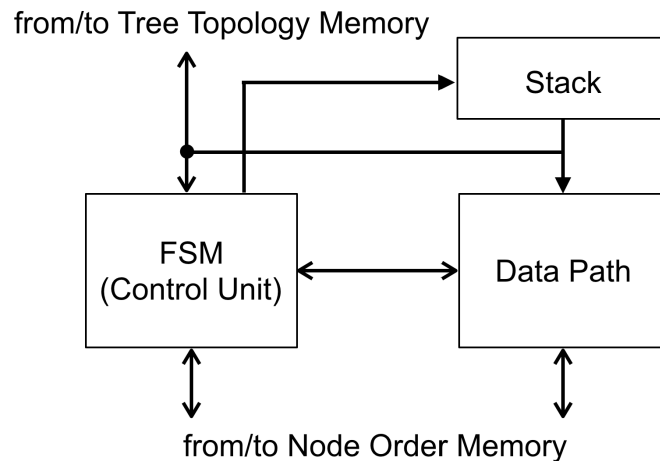 from/to Tree Topology Memory
Stack
FSM
(Control Unit)
Data Path
from/to Node Order Memory